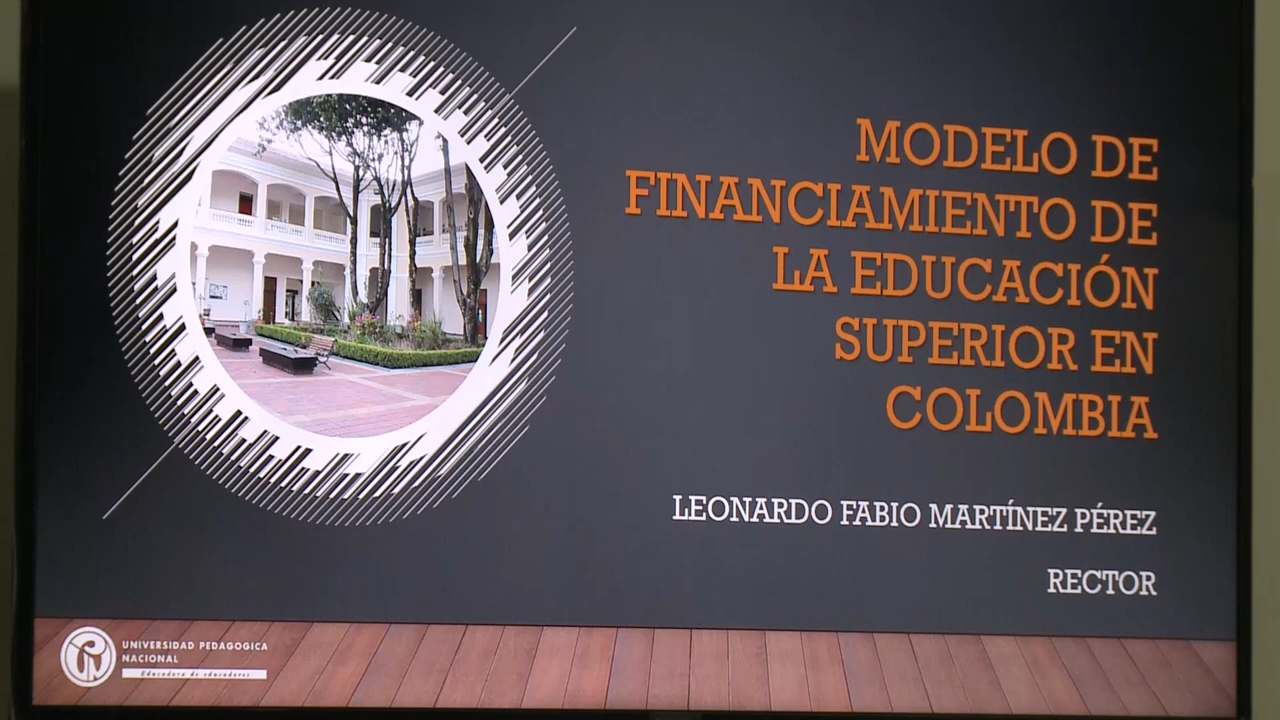 MODELO DE
FINANCIAMIENTO DE
LA EDUCACIÓN
SUPERIOR EN
COLOMBIA
LEONARDO FABIO MARTÍNEZ PÉREZ
RECTOR
UNIVERSIDAD PEDAGOGICA
NACIONAL
Educadora de educadores